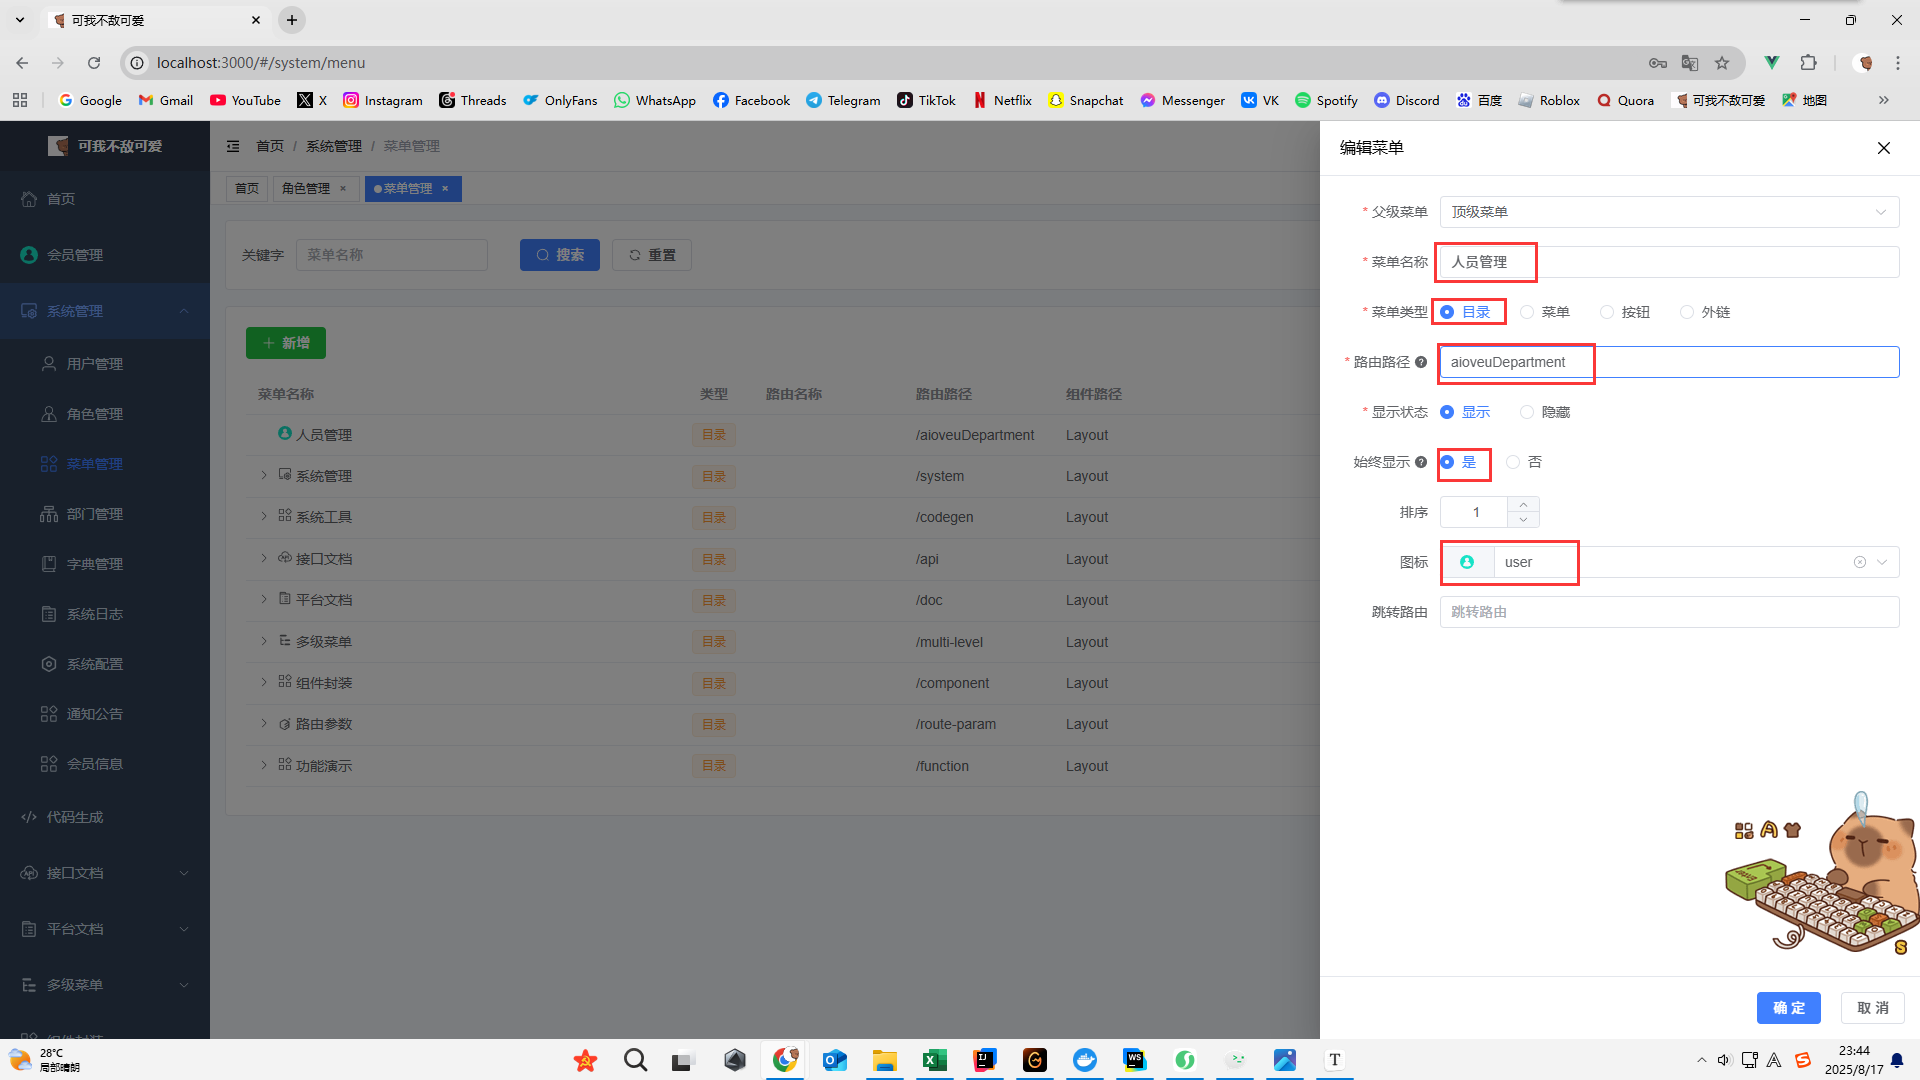 可我不敌可爱
localhost:3000/#/system/menu
Google Gmail YouTube X Instagram Threads OnlyFans WhatsApp Facebook Telegram TikTok Netflix Snapchat Messenger VK Spotify Discord 百度 Roblox Quora 可我不敌可爱 地图
可我不敌可爱
首页
会员管理
系统管理
用户管理
角色管理
菜单管理
部门管理
字典管理
系统日志
系统配置
通知公告
会员信息
代码生成
接口文档
平台文档
多级菜单
首页 / 系统管理 / 菜单管理
首页 角色管理 × 菜单管理 ×
关键字 菜单名称 搜索 重置
新增
菜单名称 类型 路由名称 路由路径 组件路径
人员管理 目录 /aioveuDepartment Layout
系统管理 目录 /system Layout
系统工具 目录 /codegen Layout
接口文档 目录 /api Layout
平台文档 目录 /doc Layout
多级菜单 目录 /multi-level Layout
组件封装 目录 /component Layout
路由参数 目录 /route-param Layout
功能演示 目录 /function Layout
编辑菜单
* 父级菜单 顶级菜单
* 菜单名称 人员管理
* 菜单类型 目录 菜单 按钮 外链
* 路由路径 aioveuDepartment
* 显示状态 显示 隐藏
始终显示 是 否
排序 1
图标 user
跳转路由 跳转路由
确 定 取 消
28°C
局部晴朗
23:44
2025/8/17